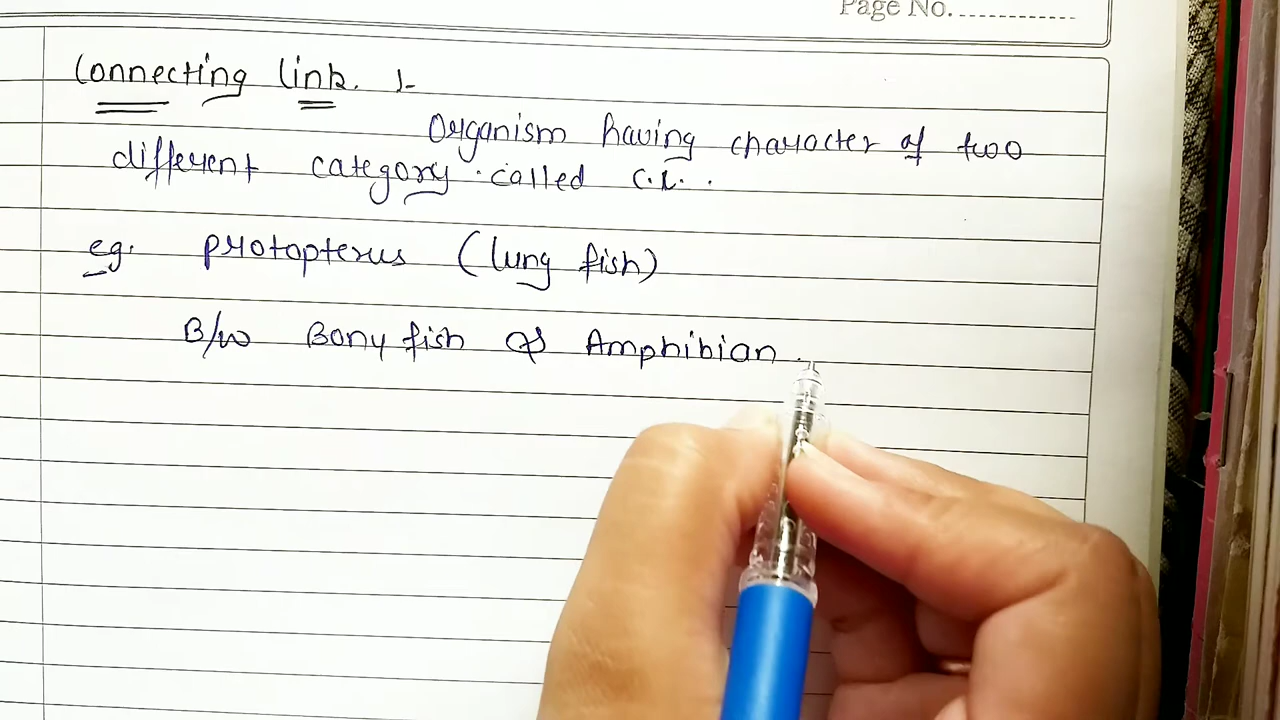 Page No.
Connecting link :-
Organism having character of two
different category called C.L.
eg. Protopterus (lung fish)
B/w Bony fish & Amphibian.